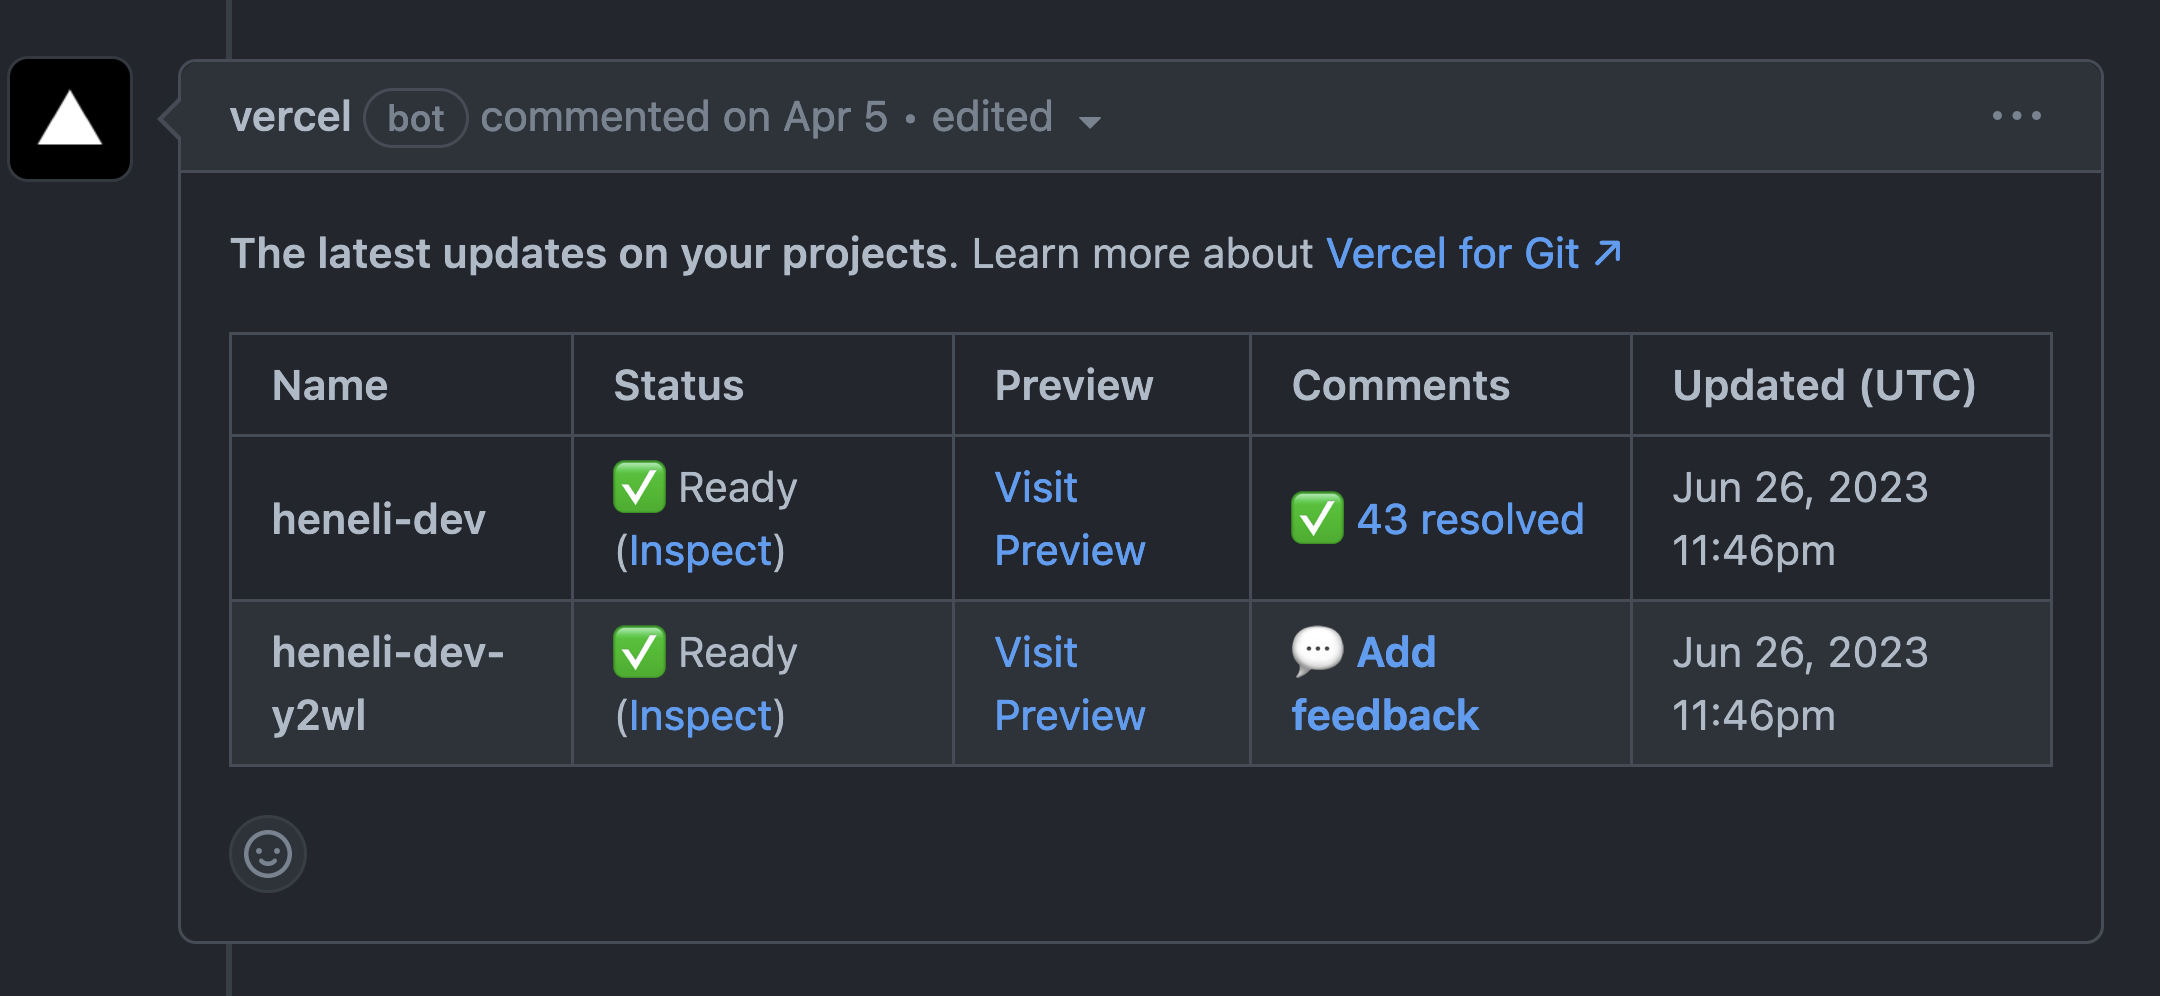 vercel bot commented on Apr 5 • edited
The latest updates on your projects. Learn more about Vercel for Git ↗
Name Status Preview Comments Updated (UTC)
heneli-dev ✅ Ready (Inspect) Visit Preview ✅ 43 resolved Jun 26, 2023 11:46pm
heneli-dev-y2wl ✅ Ready (Inspect) Visit Preview 💬 Add feedback Jun 26, 2023 11:46pm